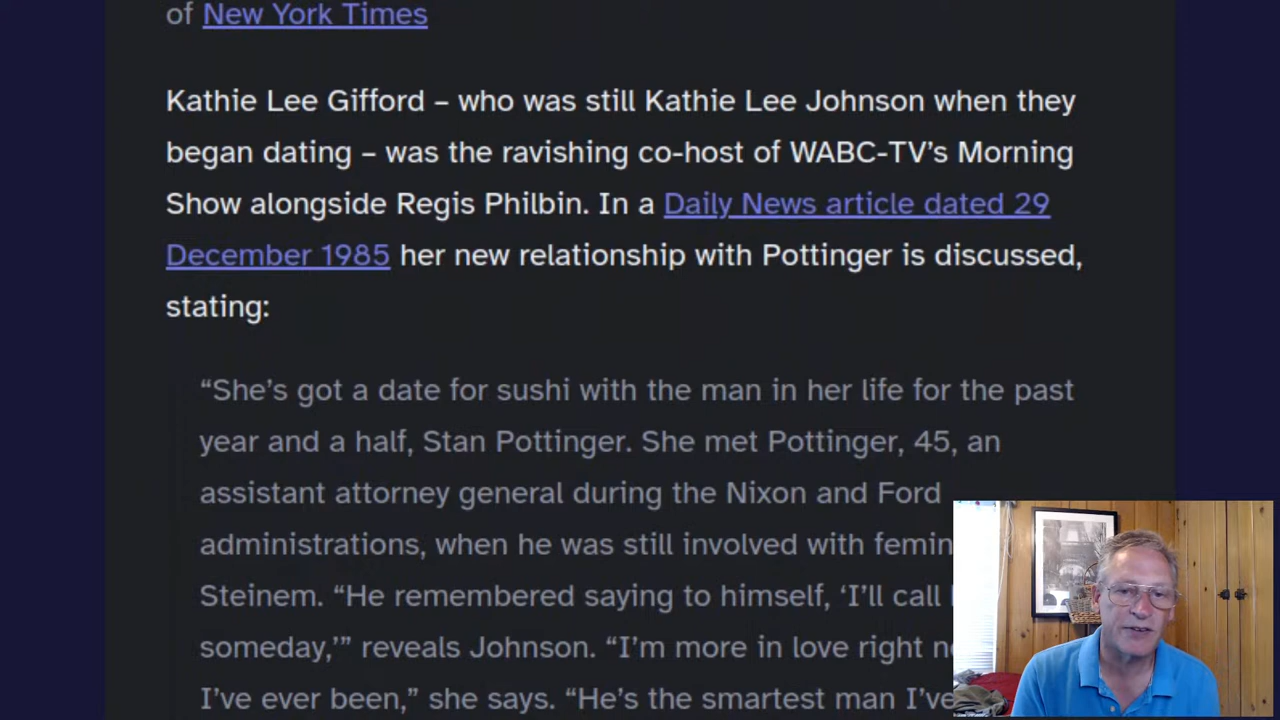 of New York Times
Kathie Lee Gifford – who was still Kathie Lee Johnson when they
began dating – was the ravishing co-host of WABC-TV’s Morning
Show alongside Regis Philbin. In a Daily News article dated 29
December 1985 her new relationship with Pottinger is discussed,
stating:
“She’s got a date for sushi with the man in her life for the past
year and a half, Stan Pottinger. She met Pottinger, 45, an
assistant attorney general during the Nixon and Ford
administrations, when he was still involved with femin
Steinem. “He remembered saying to himself, ‘I’ll call
someday,’” reveals Johnson. “I’m more in love right
I’ve ever been,” she says. “He’s the smartest man I’ve